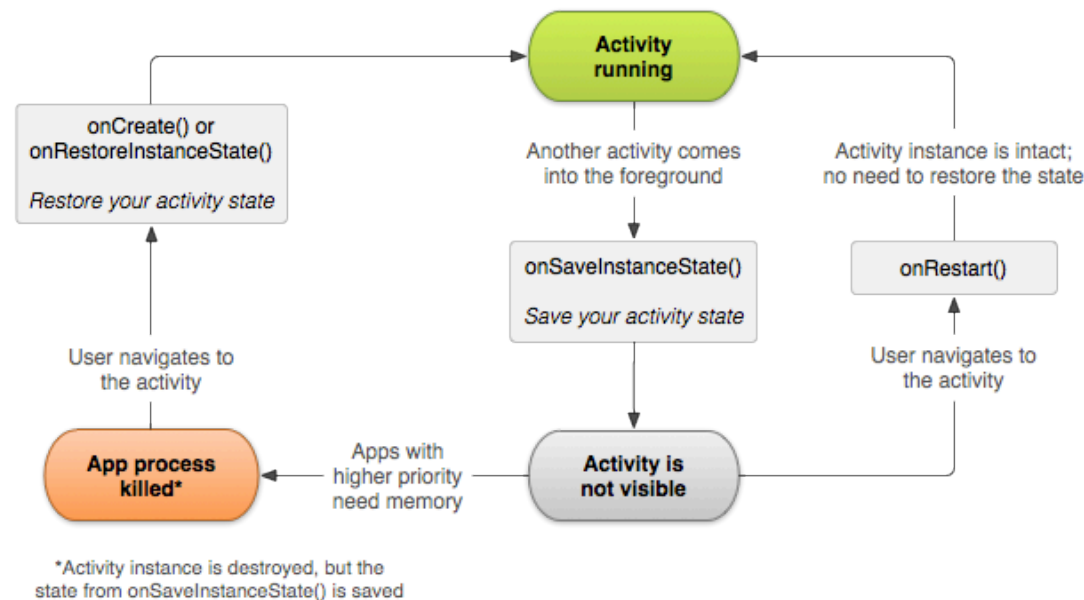 Activity
running
onCreate() or
onRestoreInstanceState()
Restore your activity state
Another activity comes
into the foreground
Activity instance is intact;
no need to restore the state
onSaveInstanceState()
Save your activity state
onRestart()
User navigates to
the activity
User navigates to
the activity
App process
killed*
Apps with
higher priority
need memory
Activity is
not visible
*Activity instance is destroyed, but the
state from onSaveInstanceState() is saved